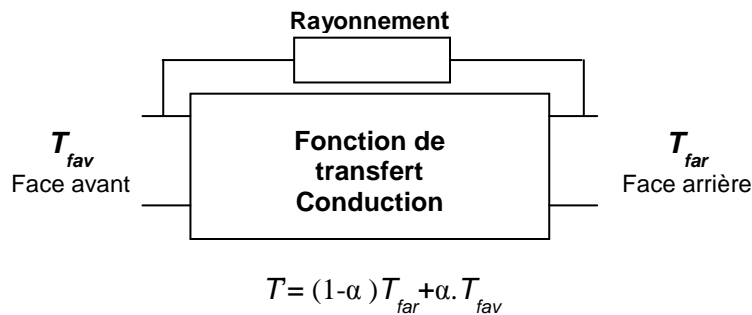 Rayonnement
Fonction de
transfert
Conduction
T_fav
Face avant
T_far
Face arrière
T = (1-α)T_far+α.T_fav